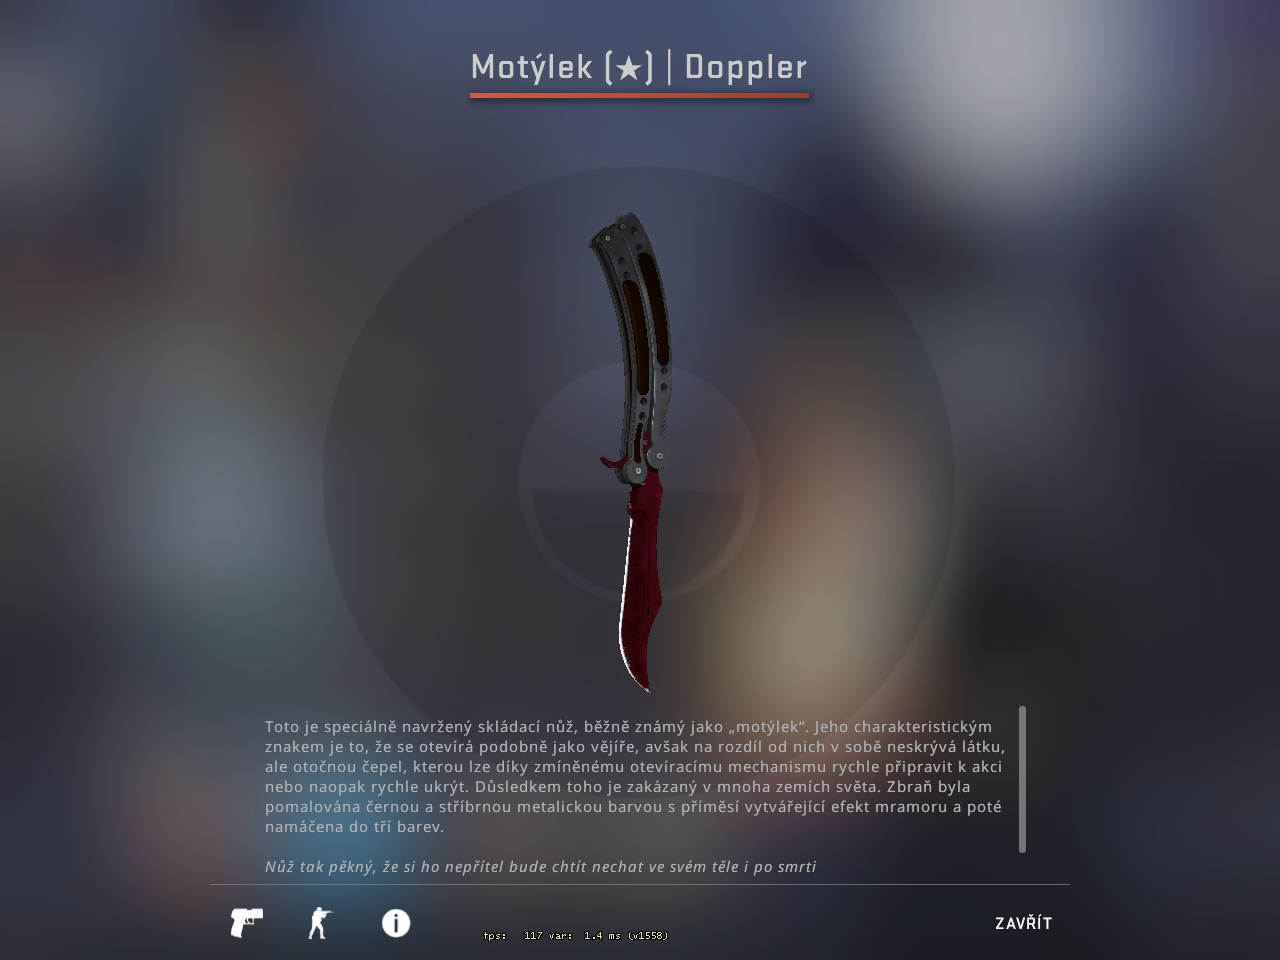 Motýlek (★) | Doppler
Toto je speciálně navržený skládací nůž, běžně známý jako „motýlek“. Jeho charakteristickým
znakem je to, že se otevírá podobně jako vějíře, avšak na rozdíl od nich v sobě neskrývá látku,
ale otočnou čepel, kterou lze díky zmíněnému otevíracímu mechanismu rychle připravit k akci
nebo naopak rychle ukrýt. Důsledkem toho je zakázaný v mnoha zemích světa. Zbraň byla
pomalována černou a stříbrnou metalickou barvou s příměsí vytvářející efekt mramoru a poté
namáčena do tří barev.
Nůž tak pěkný, že si ho nepřítel bude chtít nechat ve svém těle i po smrti
ZAVŘÍT
fps: 117 var: 1.4 ms (v1558)